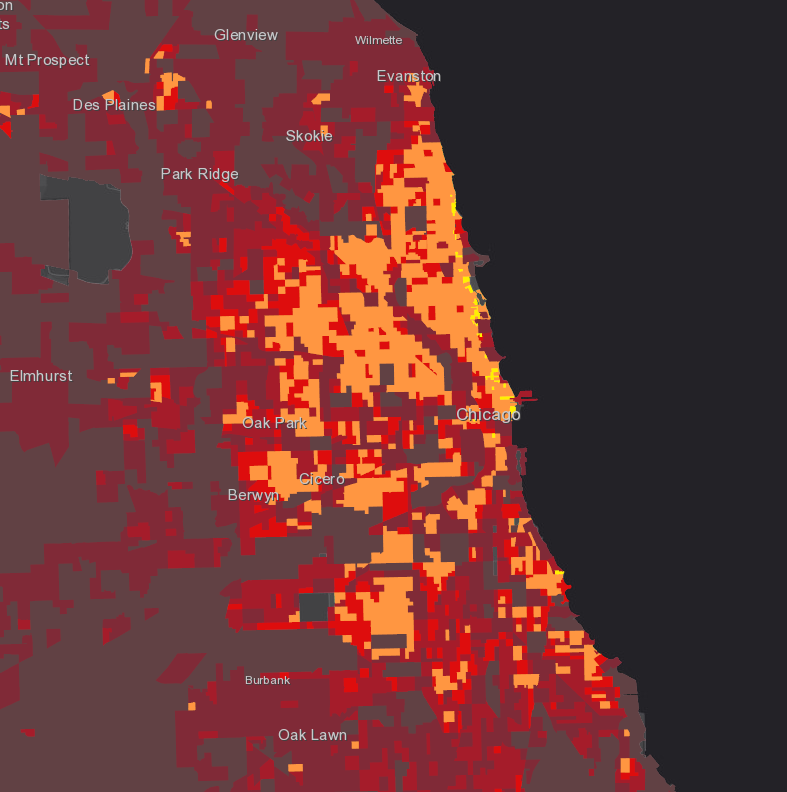 Glenview
Wilmette
Mt Prospect
Evanston
Des Plaines
Skokie
Park Ridge
Elmhurst
Chicago
Oak Park
Cicero
Berwyn
Burbank
Oak Lawn